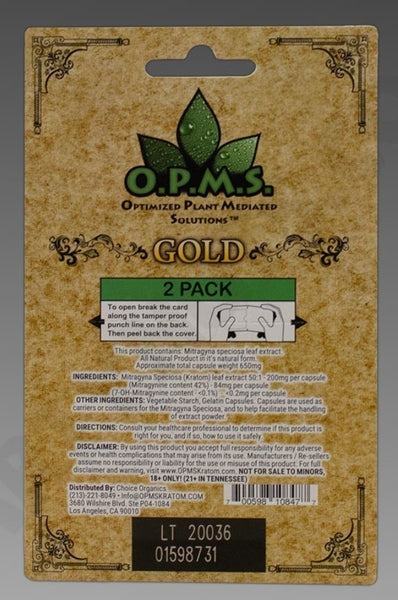 O.P.M.S.
OPTIMIZED PLANT MEDIATED
SOLUTIONS™
GOLD
2 PACK
To open break the card
along the tamper proof
punch line on the back.
Then peel back the cover.
This product contains: Mitragyna speciosa leaf extract.
All Natural Product in it's natural form.
Approximate total capsule weight 650mg
INGREDIENTS: Mitragyna Speciosa (Kratom) leaf extract 50:1 - 200mg per capsule
(Mitragynine content 42%) - 84mg per capsule
(7-OH-Mitragynine content - <0.1%) - <0.2mg per capsule
OTHER INGREDIENTS: Vegetable Starch, Gelatin Capsules. Capsules are used as
carriers or containers for the Mitragyna Speciosa, and to help facilitate the handling
of extract powder.
DIRECTIONS: Consult your healthcare professional to determine if this product is
right for you, and if so, how to use it safely.
DISCLAIMER: By using this product you accept full responsibility for any adverse
events or health complications that may arise from its use. Manufacturers / Re-sellers
assume no responsibility or liability for the use or misuse of this product. For full
disclaimer and warning, visit www.OPMSKratom.com. NOT FOR SALE TO MINORS,
18+ ONLY! (21+ IN TENNESSEE)
Distributed By: Choice Organics
(213)-221-8049 • Info@OPMSKRATOM.com
3680 Wilshire Blvd. Ste P04-1084
Los Angeles, CA 90010
7 00598 10847
LT 20036
01598731